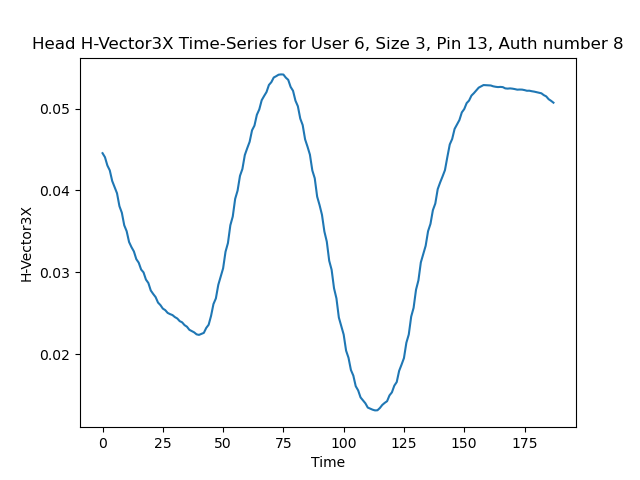 Head H-Vector3X Time-Series for User 6, Size 3, Pin 13, Auth number 8
0.05
0.04
0.03
0.02
H-Vector3X
0 25 50 75 100 125 150 175
Time